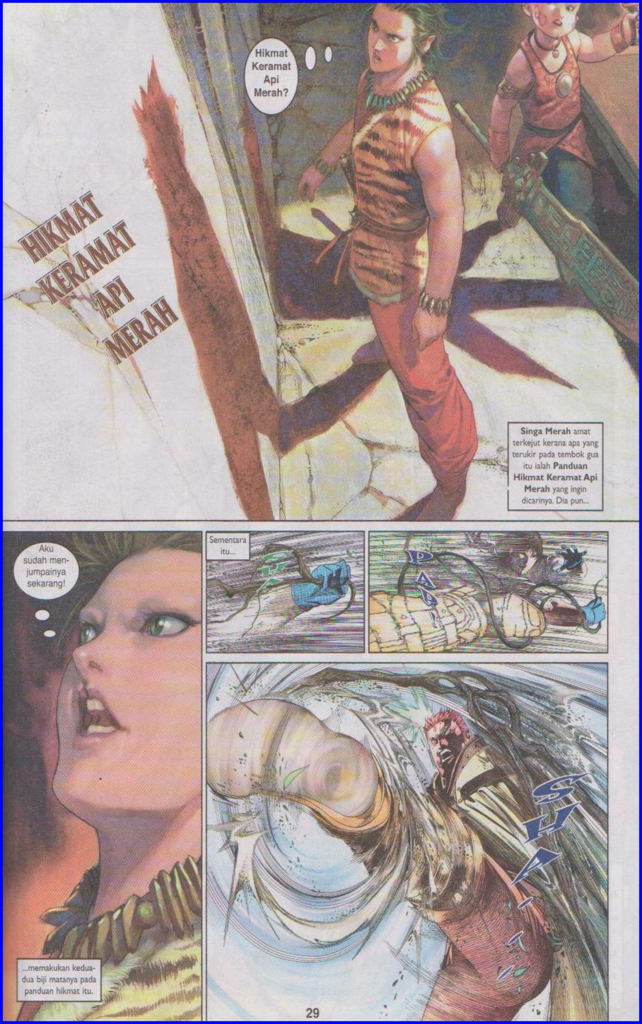 Hikmat
Keramat
Api
Merah?
HIKMAT
KERAMAT
API
MERAH
Singa Merah amat
terkejut kerana apa yang
terukir pada tembok gua
itu ialah Panduan
Hikmat Keramat Api
Merah yang ingin
dicarinya. Dia pun...
Aku
sudah men-
jumpainya
sekarang!
...memakukan kedua-
dua biji matanya pada
panduan hikmat itu.
Sementara
itu...
29